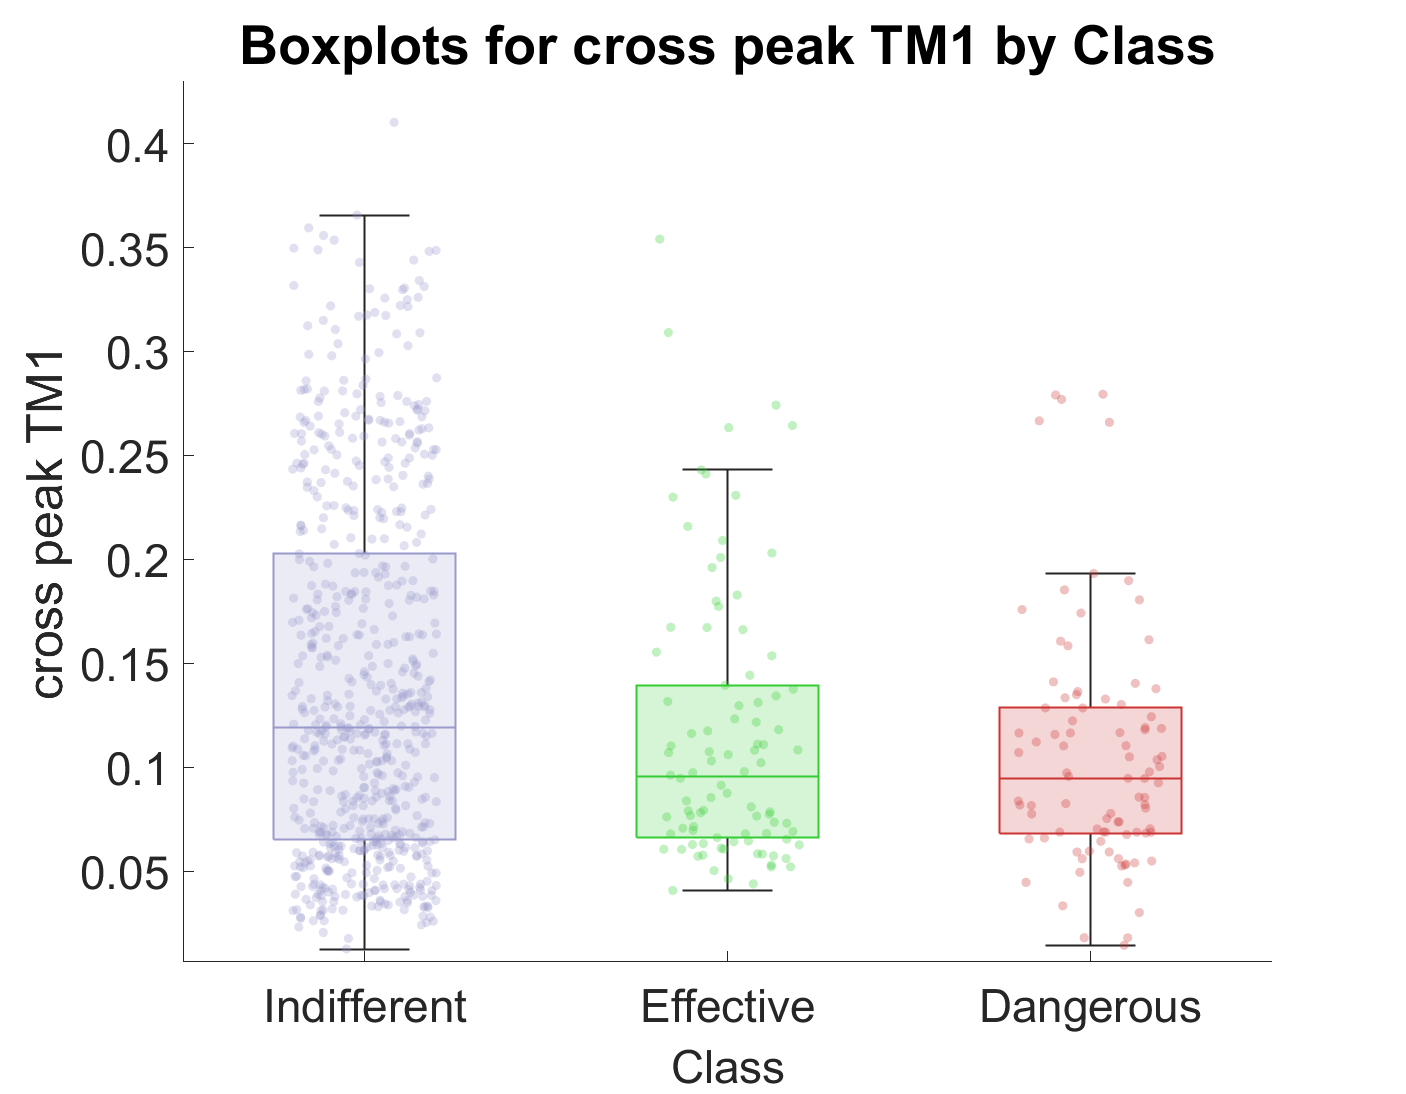 Boxplots for cross peak TM1 by Class
cross peak TM1
0.4
0.35
0.3
0.25
0.2
0.15
0.1
0.05
Indifferent
Effective
Dangerous
Class